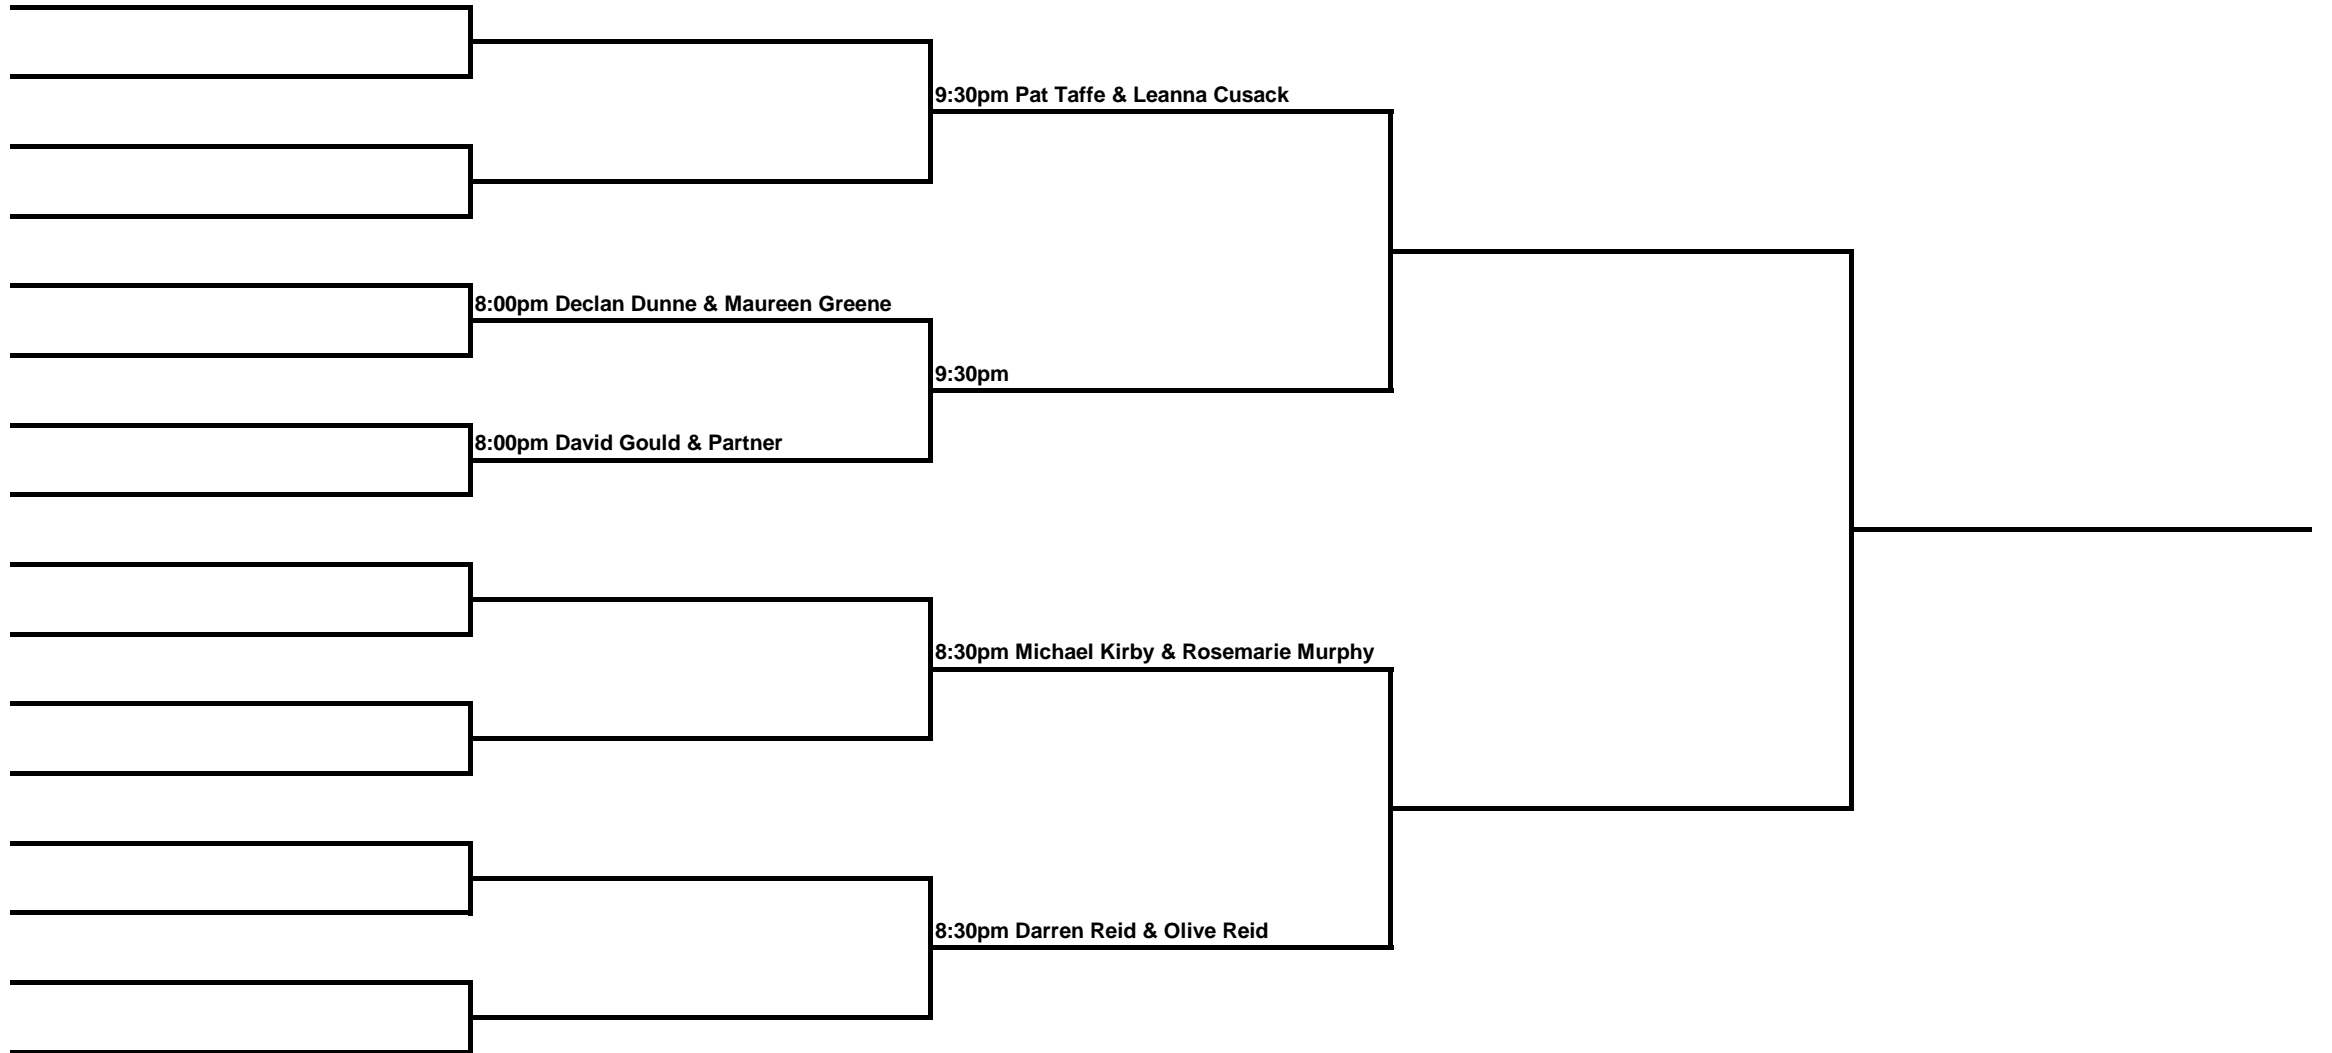 9:30pm Pat Taffe & Leanna Cusack
8:00pm Declan Dunne & Maureen Greene
9:30pm
8:00pm David Gould & Partner
8:30pm Michael Kirby & Rosemarie Murphy
8:30pm Darren Reid & Olive Reid